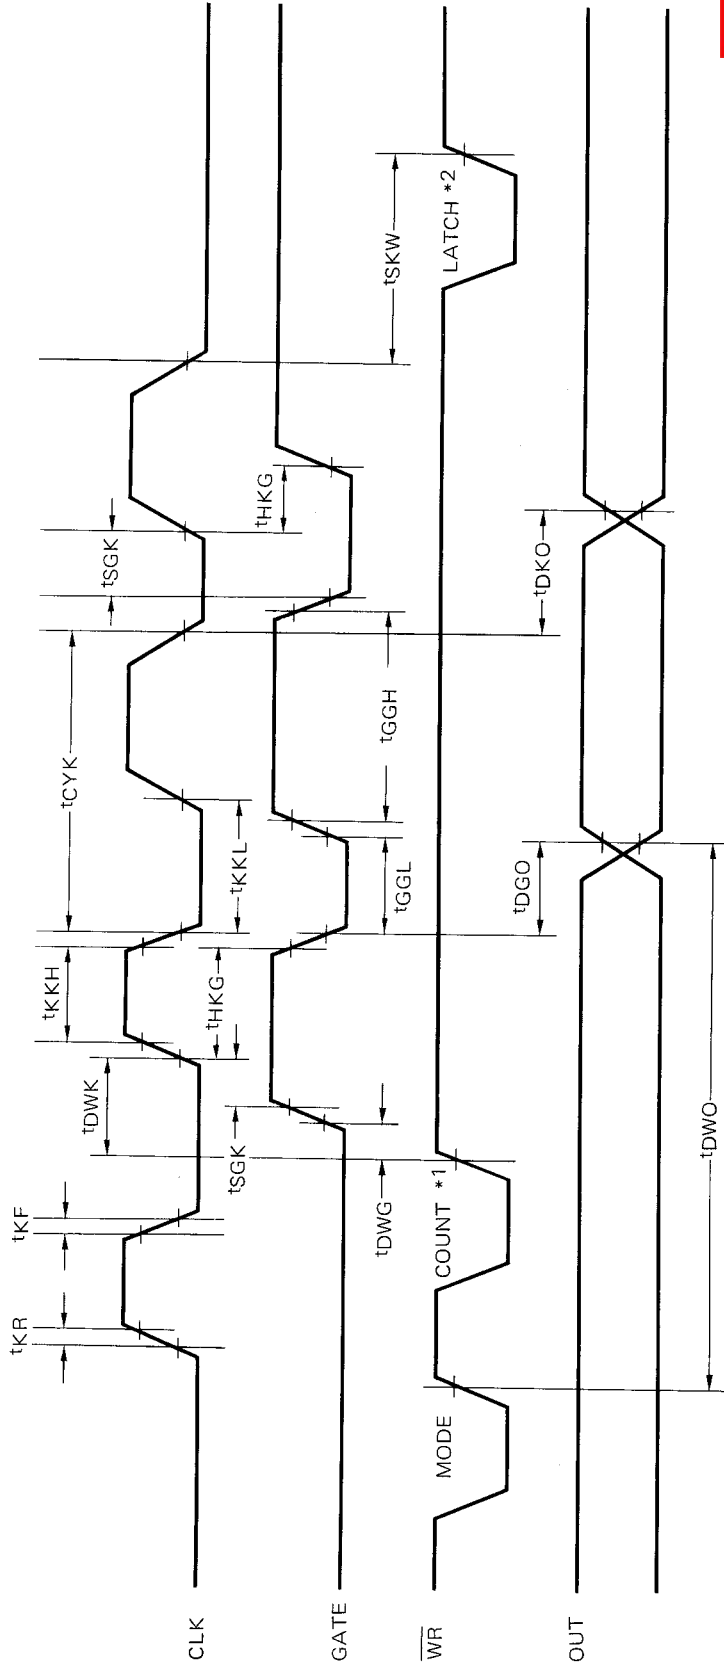 tKR
tKF
tDWK
tKKH
tCYK
tSGK
CLK
tHKG
tKKL
tHKG
tSGK
GATE
tDWG
tGGL
tGGH
tSKW
WR
MODE
COUNT *1
LATCH *2
tDGO
tDKO
OUT
tDWO